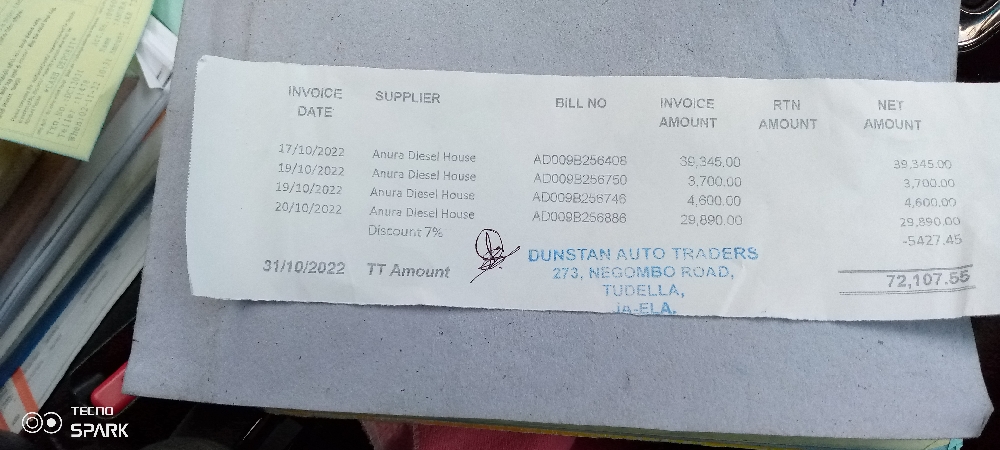 INVOICE DATE SUPPLIER BILL NO INVOICE AMOUNT RTN AMOUNT NET AMOUNT
17/10/2022 Anura Diesel House AD009B256408 39,345.00 39,345.00
19/10/2022 Anura Diesel House AD009B256750 3,700.00 3,700.00
19/10/2022 Anura Diesel House AD009B256746 4,600.00 4,600.00
20/10/2022 Anura Diesel House AD009B256886 29,890.00 29,890.00
Discount 7% -5427.45
31/10/2022 TT Amount 72,107.55
DUNSTAN AUTO TRADERS
273, NEGOMBO ROAD,
TUDELLA,
JA-ELA.
TECNO
SPARK